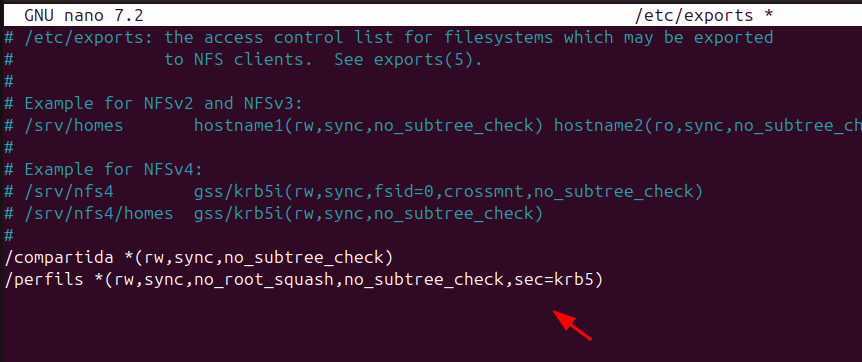 GNU nano 7.2 /etc/exports *
# /etc/exports: the access control list for filesystems which may be exported
# to NFS clients. See exports(5).
#
# Example for NFSv2 and NFSv3:
# /srv/homes hostname1(rw,sync,no_subtree_check) hostname2(ro,sync,no_subtree_ch
#
# Example for NFSv4:
# /srv/nfs4 gss/krb5i(rw,sync,fsid=0,crossmnt,no_subtree_check)
# /srv/nfs4/homes gss/krb5i(rw,sync,no_subtree_check)
#
/compartida *(rw,sync,no_subtree_check)
/perfils *(rw,sync,no_root_squash,no_subtree_check,sec=krb5)